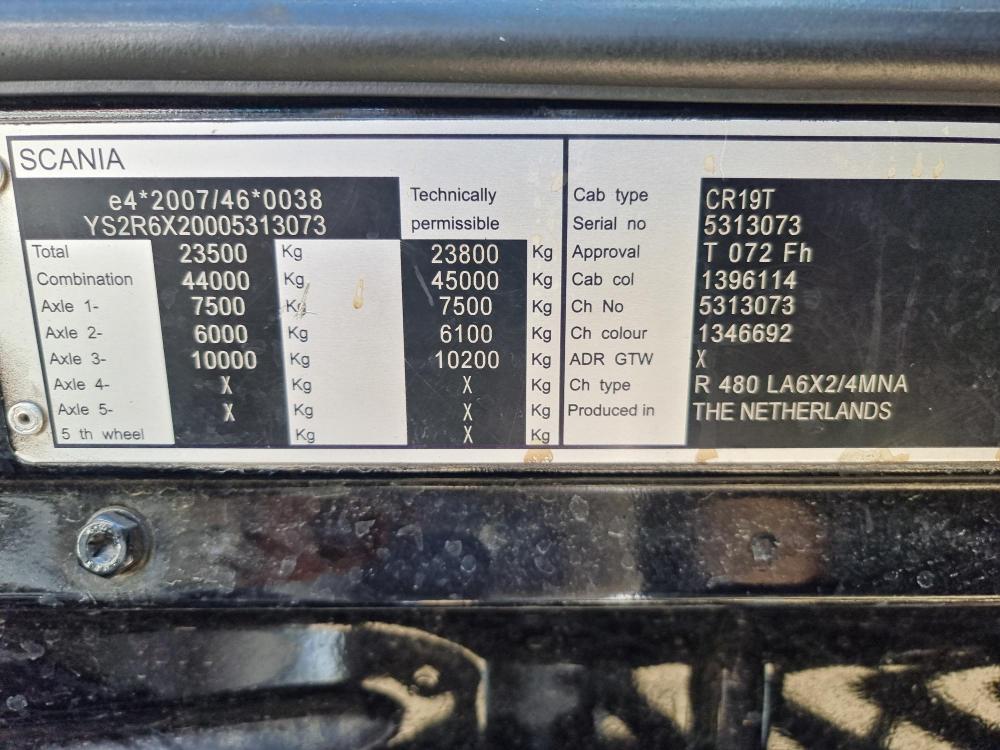 SCANIA
e4*2007/46*0038
YS2R6X20005313073
Technically
permissible
Total 23500 Kg 23800 Kg
Combination 44000 Kg 45000 Kg
Axle 1- 7500 Kg 7500 Kg
Axle 2- 6000 Kg 6100 Kg
Axle 3- 10000 Kg 10200 Kg
Axle 4- X Kg X Kg
Axle 5- X Kg X Kg
5 th wheel Kg X Kg
Cab type CR19T
Serial no 5313073
Approval T 072 Fh
Cab col 1396114
Ch No 5313073
Ch colour 1346692
ADR GTW X
Ch type R 480 LA6X2/4MNA
Produced in THE NETHERLANDS